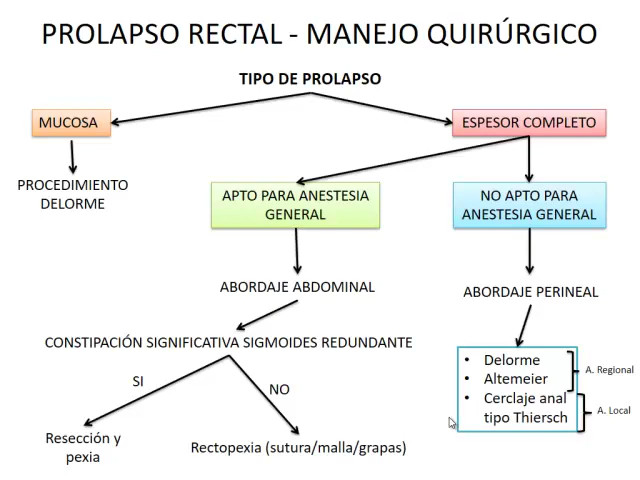 PROLAPSO RECTAL - MANEJO QUIRÚRGICO
TIPO DE PROLAPSO
MUCOSA
ESPESOR COMPLETO
PROCEDIMIENTO
DELORME
APTO PARA ANESTESIA
GENERAL
NO APTO PARA
ANESTESIA GENERAL
ABORDAJE ABDOMINAL
ABORDAJE PERINEAL
CONSTIPACIÓN SIGNIFICATIVA SIGMOIDES REDUNDANTE
SI
NO
Resección y
pexia
Rectopexia (sutura/malla/grapas)
• Delorme
• Altemeier
• Cerclaje anal
tipo Thiersch
A. Regional
A. Local